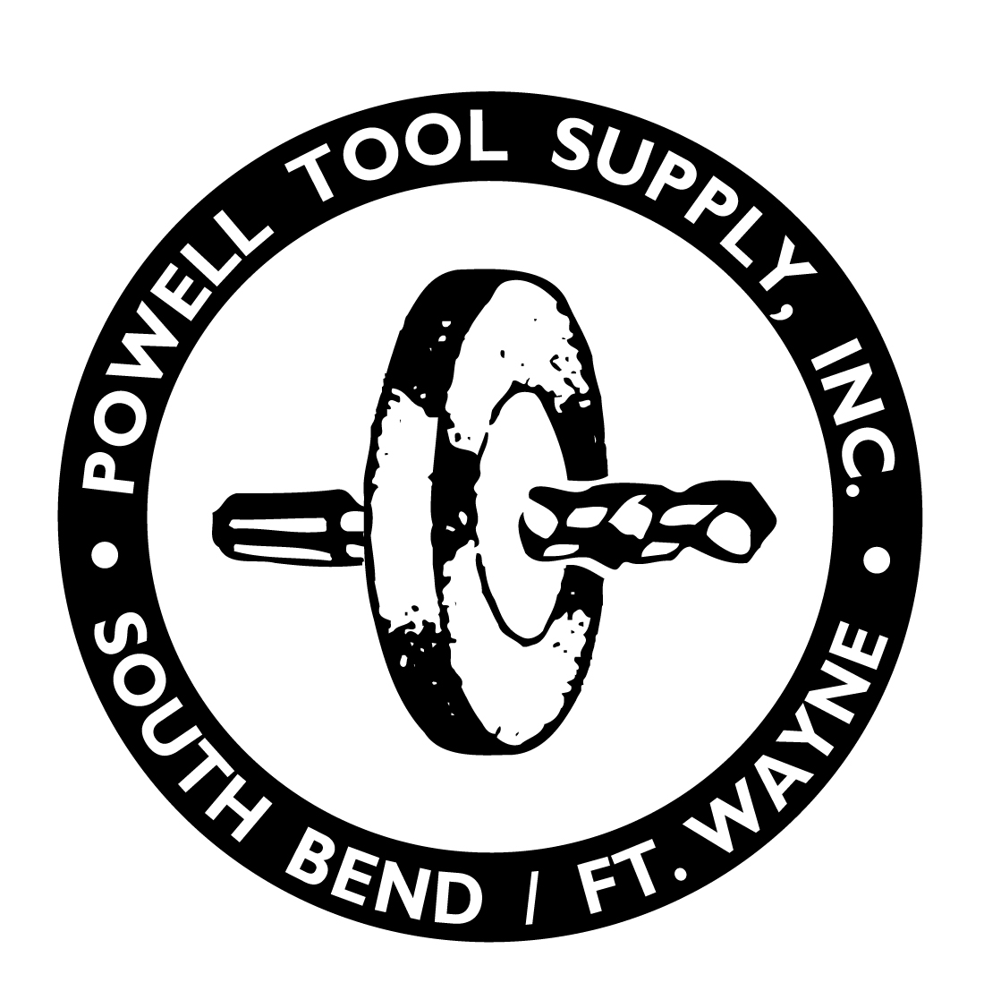 POWELL TOOL SUPPLY, INC.
SOUTH BEND / FT. WAYNE